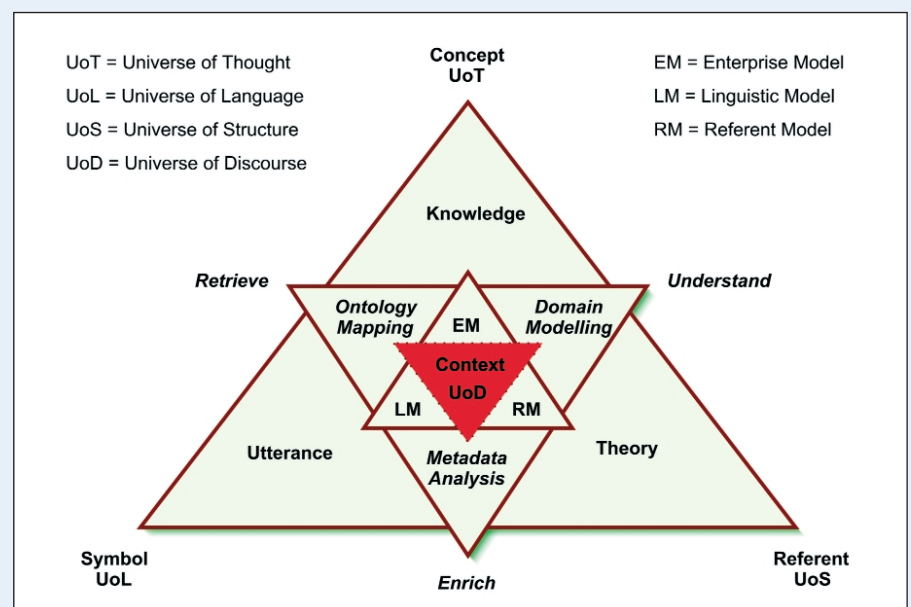 UoT = Universe of Thought
UoL = Universe of Language
UoS = Universe of Structure
UoD = Universe of Discourse
Concept
UoT
EM = Enterprise Model
LM = Linguistic Model
RM = Referent Model
Knowledge
Retrieve
Understand
Ontology
Mapping
EM
Domain
Modelling
Context
UoD
LM
RM
Utterance
Metadata
Analysis
Theory
Symbol
UoL
Enrich
Referent
UoS